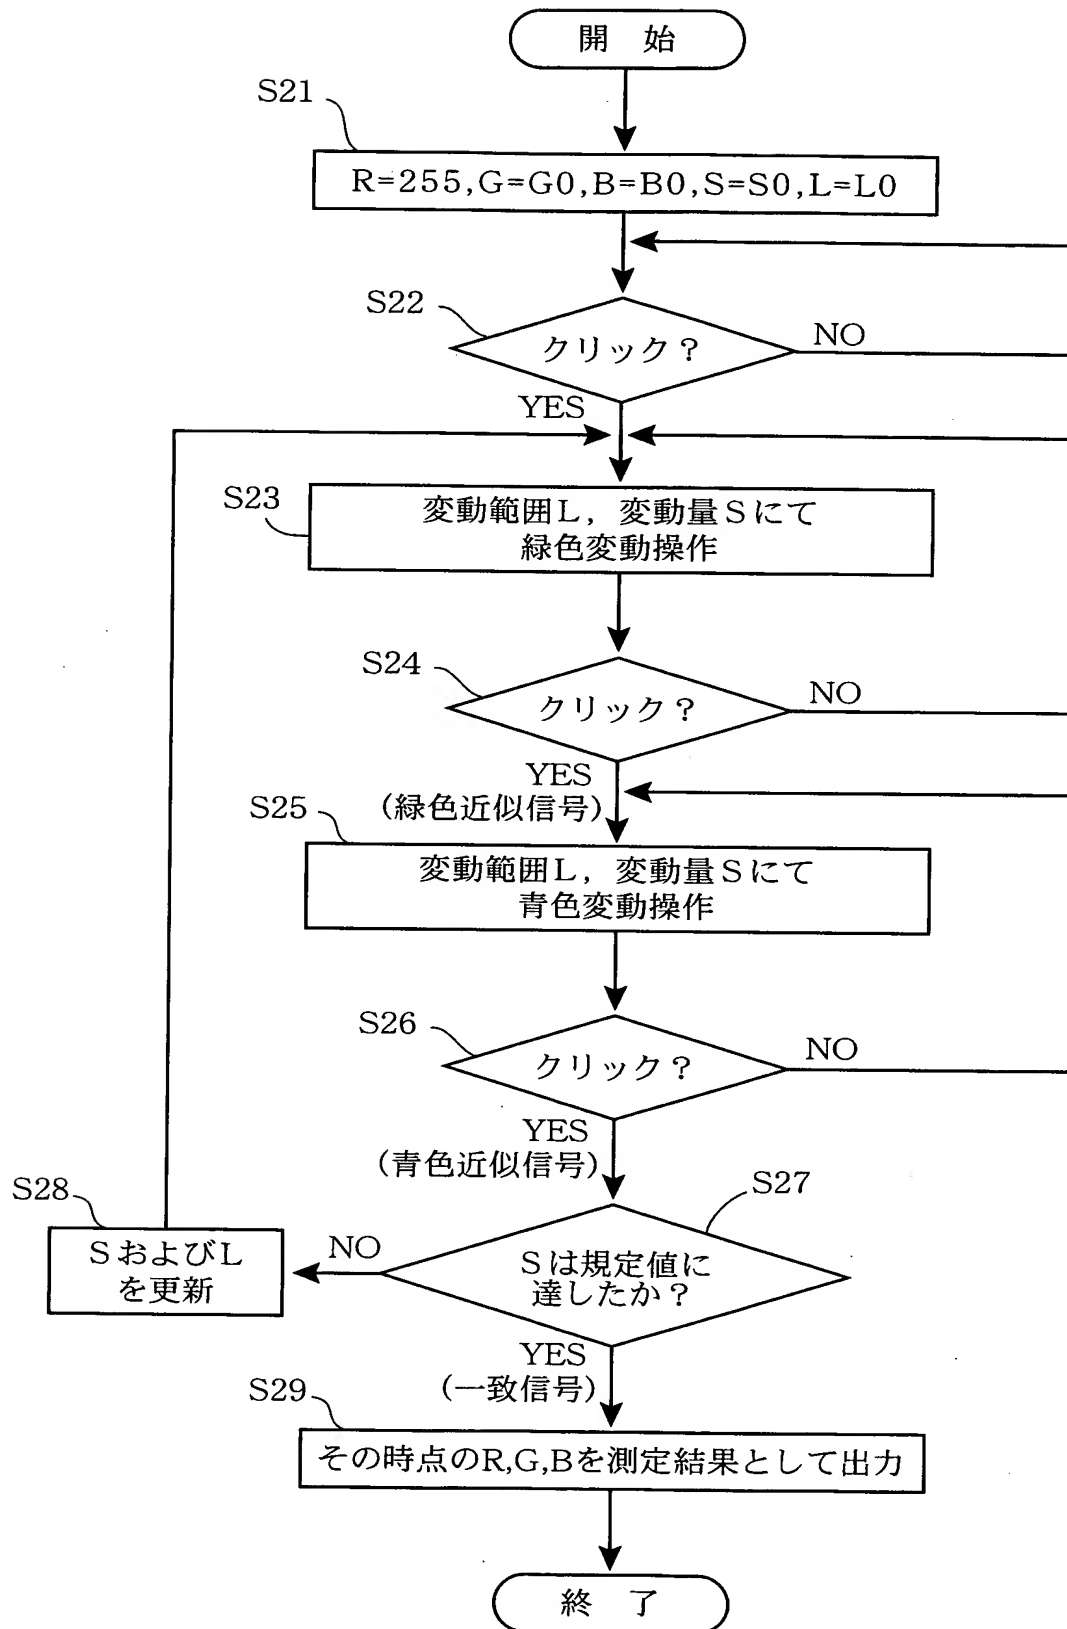 開 始
S21
R=255,G=G0,B=B0,S=S0,L=L0
S22
クリック?
NO
YES
S23
変動範囲L, 変動量Sにて
緑色変動操作
S24
クリック?
NO
YES
(緑色近似信号)
S25
変動範囲L, 変動量Sにて
青色変動操作
S26
クリック?
NO
YES
(青色近似信号)
S27
Sは規定値に
達したか?
NO
S28
SおよびL
を更新
YES
(一致信号)
S29
その時点のR,G,Bを測定結果として出力
終 了